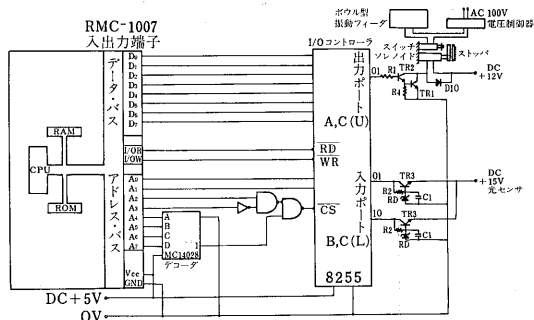 RMC-1007
入出力端子
CPU
RAM
ROM
データ・バス
アドレス・バス
D₀
D₁
D₂
D₃
D₄
D₅
D₆
D₇
I/OR
I/OW
A₀
A₁
A₂
A₃
A₄
A₅
A₆
A₇
Vcc
GND
DC+5V
0V
A
B
C
D 1
MC14028
デコーダ
I/Oコントローラ
出力ポート
A,C(U)
RD
WR
入力ポート
CS
B,C(L)
8255
ボウル型
振動フィーダ
AC 100V
電圧制御器
スイッチ
ソレノイド
ストッパ
01
R1
TR2
R4
TR1
D10
DC
+12V
01
TR3
R2
RD
C1
DC
+15V
光センサ
10
TR3
R2
RD
C1